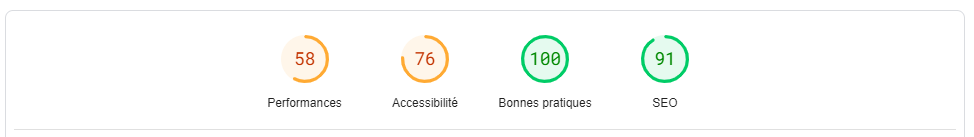 58 76 100 91
Performances Accessibilité Bonnes pratiques SEO